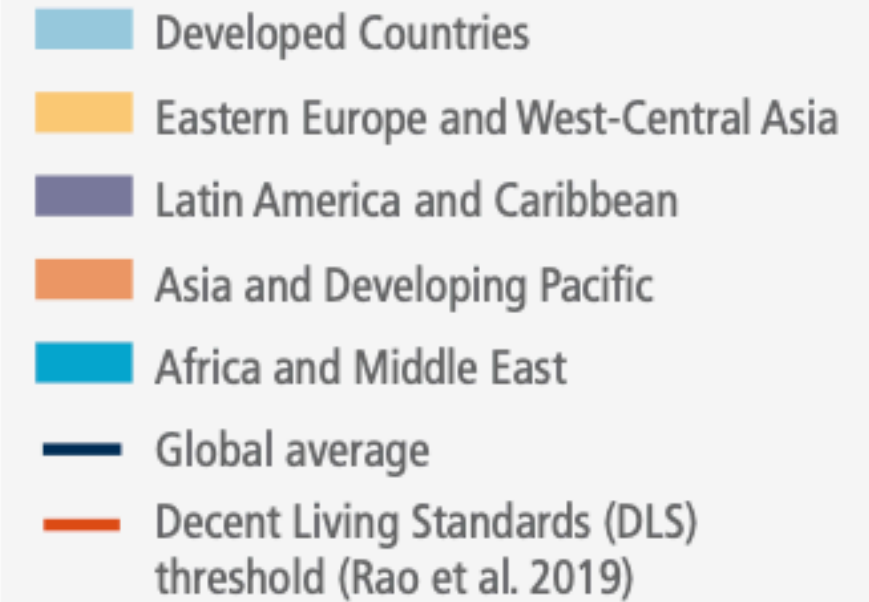 Developed Countries
Eastern Europe and West-Central Asia
Latin America and Caribbean
Asia and Developing Pacific
Africa and Middle East
Global average
Decent Living Standards (DLS)
threshold (Rao et al. 2019)